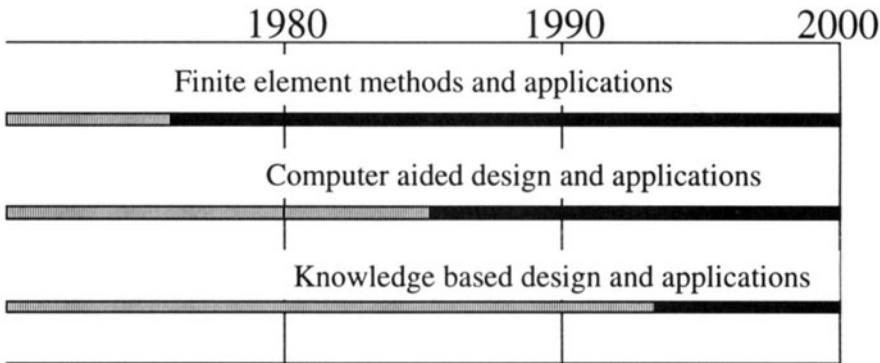 1980 1990 2000
Finite element methods and applications
Computer aided design and applications
Knowledge based design and applications